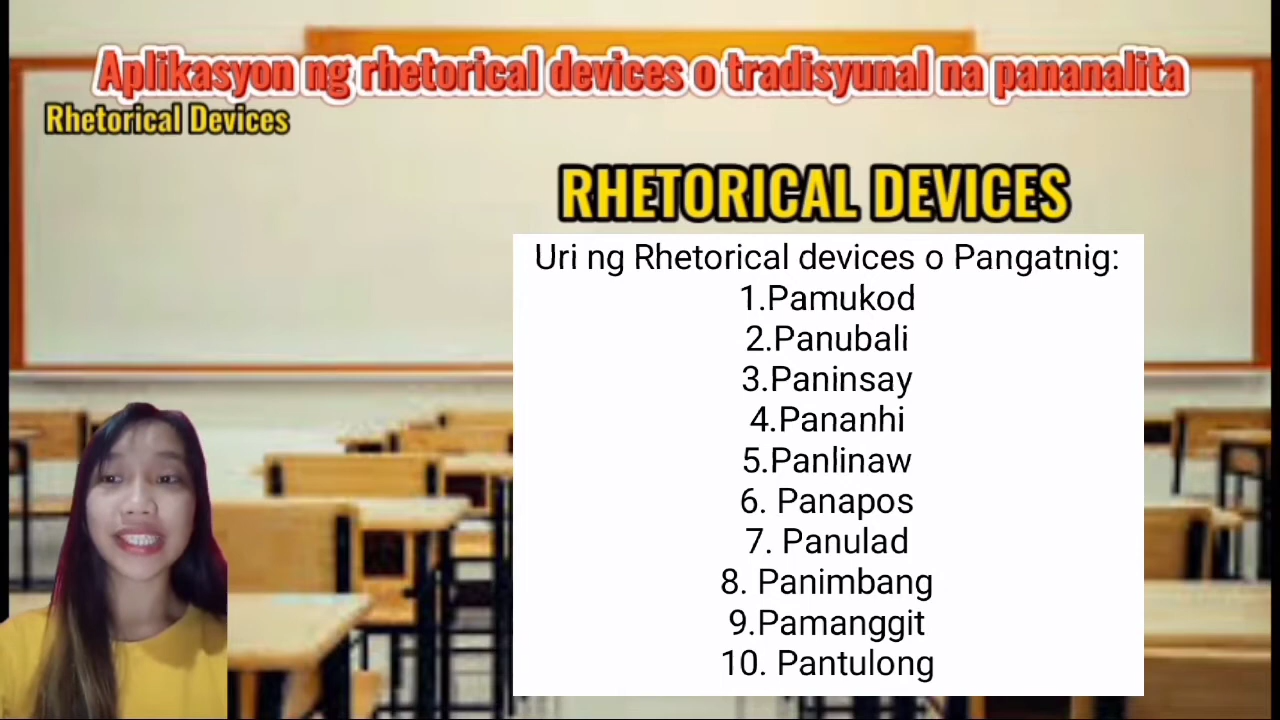 Aplikasyon ng rhetorical devices o tradisyunal na pananalita
Rhetorical Devices
RHETORICAL DEVICES
Uri ng Rhetorical devices o Pangatnig:
1.Pamukod
2.Panubali
3.Paninsay
4.Pananhi
5.Panlinaw
6. Panapos
7. Panulad
8. Panimbang
9.Pamanggit
10. Pantulong